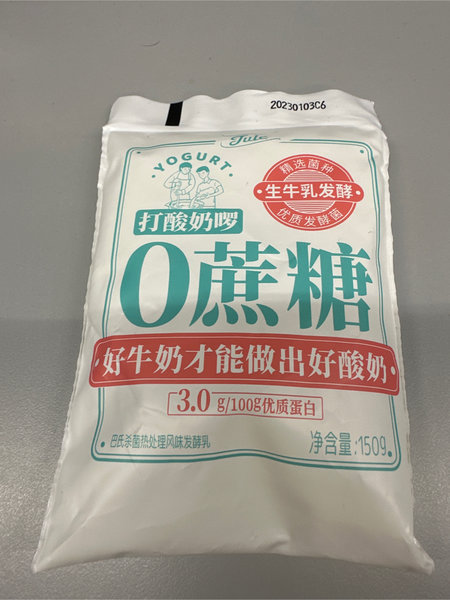 20230103C6
Jule
·YOGURT·
精选菌种
·生牛乳发酵·
优质发酵菌
打酸奶啰
0蔗糖
·好牛奶才能做出好酸奶·
3.0 g/100g优质蛋白
巴氏杀菌热处理风味发酵乳
净含量:150g